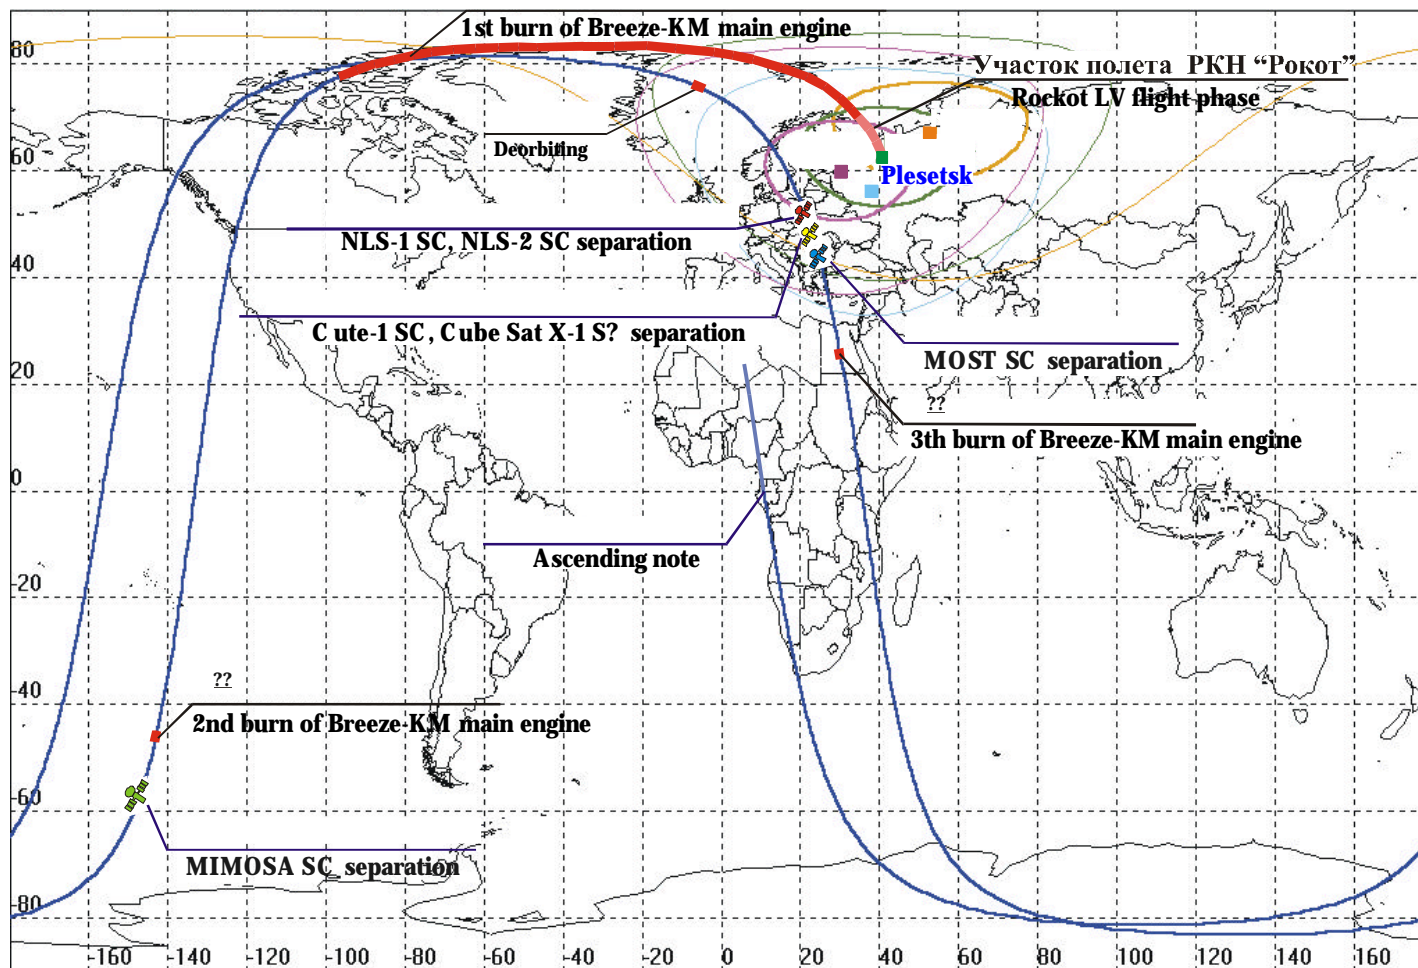 1st burn of Breeze-KM main engine
80
Участок полета РКН “Рокот”
Rockot LV flight phase
Deorbiting
60
Plesetsk
NLS-1 SC, NLS-2 SC separation
40
Cute-1 SC, Cube Sat X-1 S? separation
MOST SC separation
20
??
3th burn of Breeze-KM main engine
0
Ascending note
-20
??
-40
2nd burn of Breeze-KM main engine
-60
MIMOSA SC separation
-80
-160 -140 -120 -100 -80 -60 -40 -20 0 20 40 60 80 100 120 140 160